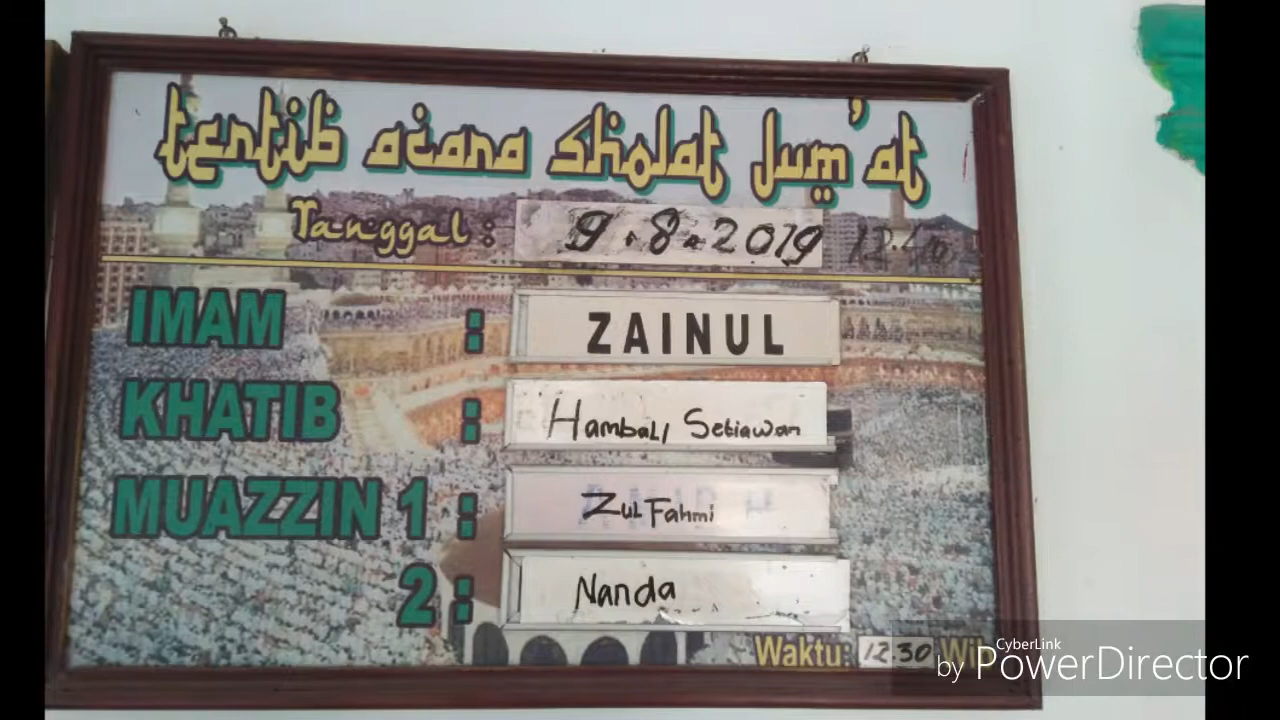 tertib acara sholat Jum'at
Tanggal : 9.8.2019 12.40
IMAM : ZAINUL
KHATIB : Hambali Setiawan
MUAZZIN 1 : Zul Fahmi
2 : Nanda
Waktu: 12.30 Wib
CyberLink
by PowerDirector